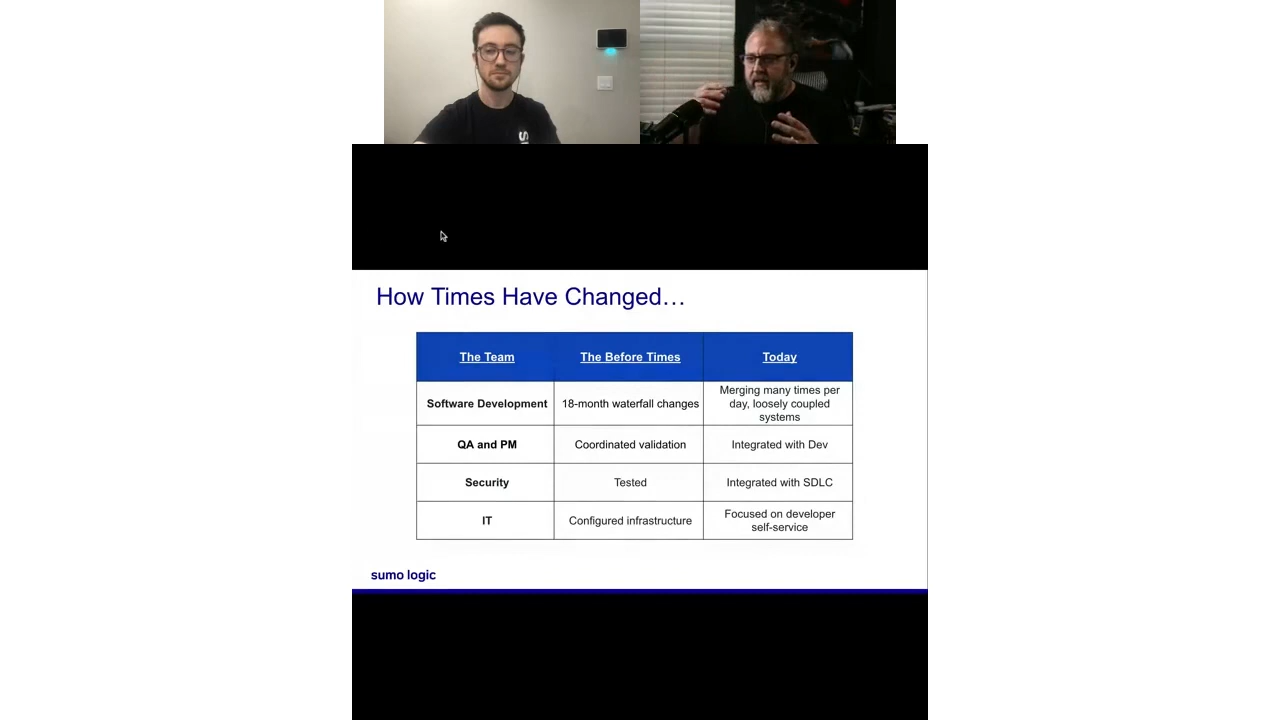 How Times Have Changed…
The Team
The Before Times
Today
Software Development
18-month waterfall changes
Merging many times per
day, loosely coupled
systems
QA and PM
Coordinated validation
Integrated with Dev
Security
Tested
Integrated with SDLC
IT
Configured infrastructure
Focused on developer
self-service
sumo logic